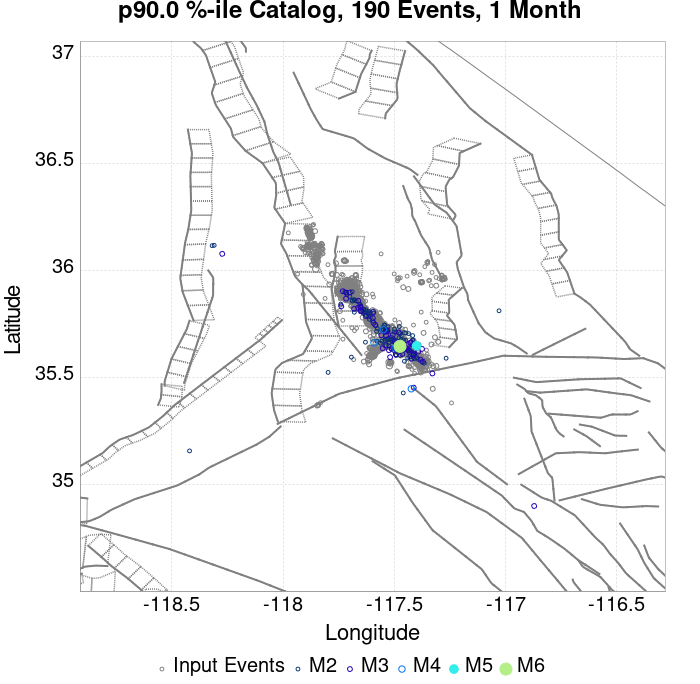 p90.0 %-ile Catalog, 190 Events, 1 Month
37
36.5
36
35.5
35
Latitude
-118.5 -118 -117.5 -117 -116.5
Longitude
Input Events M2 M3 M4 M5 M6